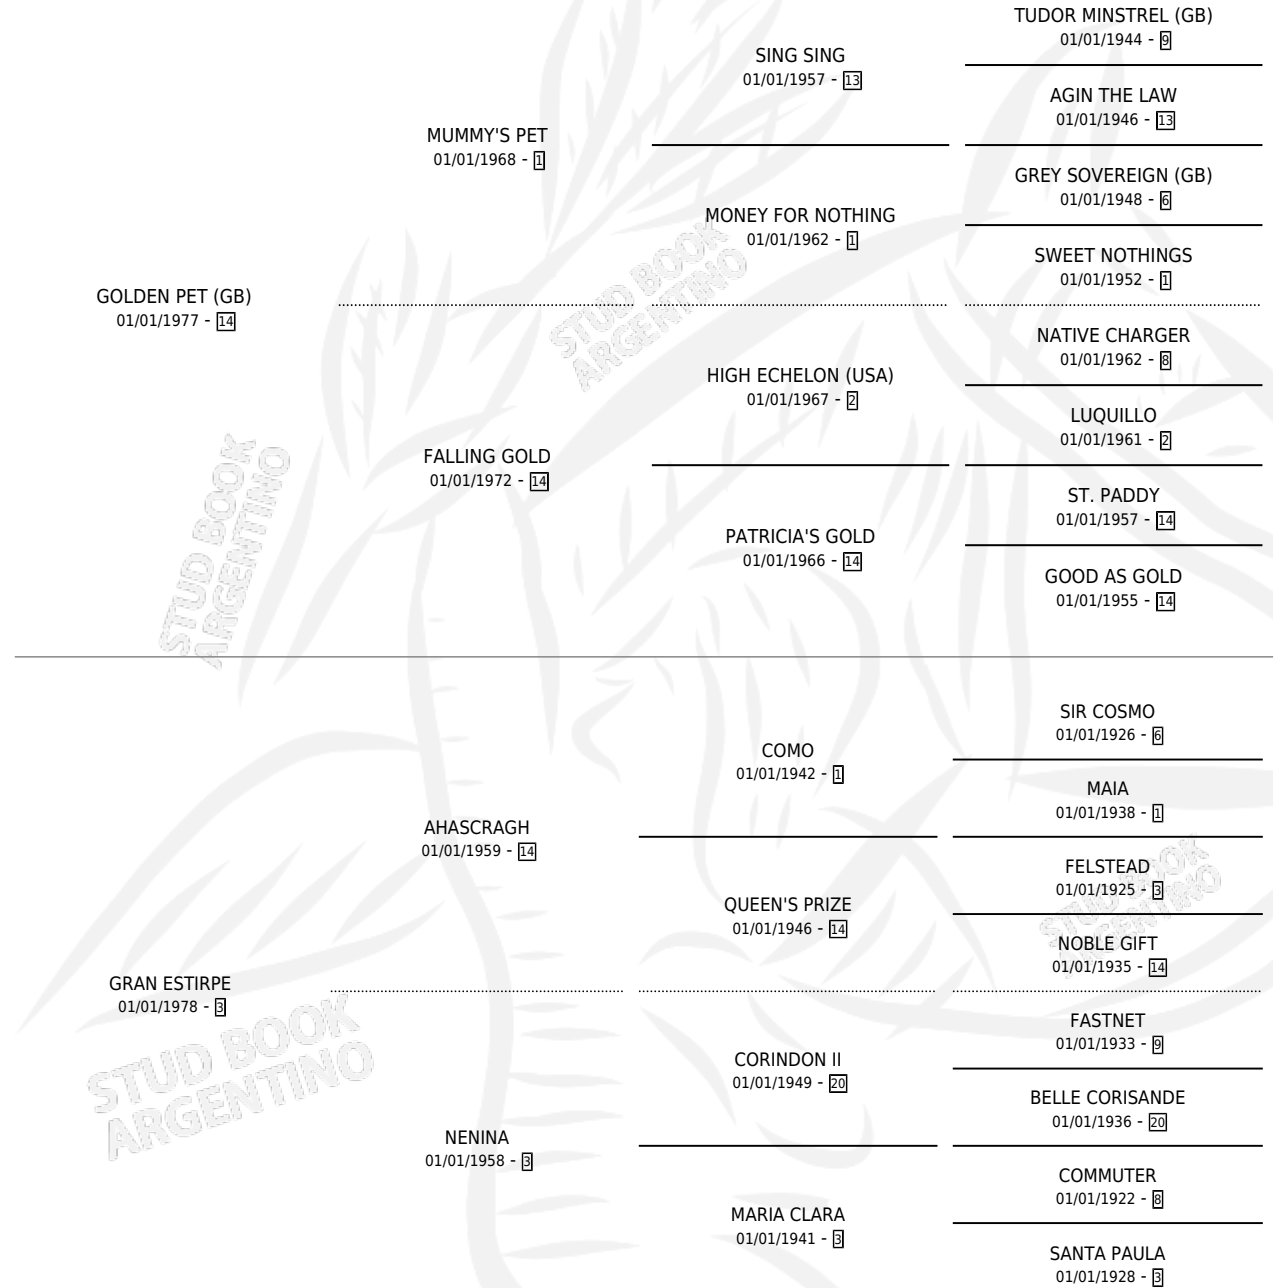 TUDOR MINSTREL (GB)
01/01/1944 - 9
SING SING
01/01/1957 - 13
AGIN THE LAW
01/01/1946 - 13
MUMMY'S PET
01/01/1968 - 1
GREY SOVEREIGN (GB)
01/01/1948 - 6
MONEY FOR NOTHING
01/01/1962 - 1
SWEET NOTHINGS
01/01/1952 - 1
GOLDEN PET (GB)
01/01/1977 - 14
NATIVE CHARGER
01/01/1962 - 8
HIGH ECHELON (USA)
01/01/1967 - 2
LUQUILLO
01/01/1961 - 2
FALLING GOLD
01/01/1972 - 14
ST. PADDY
01/01/1957 - 14
PATRICIA'S GOLD
01/01/1966 - 14
GOOD AS GOLD
01/01/1955 - 14
SIR COSMO
01/01/1926 - 6
COMO
01/01/1942 - 1
MAIA
01/01/1938 - 1
AHASCRAGH
01/01/1959 - 14
FELSTEAD
01/01/1925 - 3
QUEEN'S PRIZE
01/01/1946 - 14
NOBLE GIFT
01/01/1935 - 14
GRAN ESTIRPE
01/01/1978 - 3
FASTNET
01/01/1933 - 9
CORINDON II
01/01/1949 - 20
BELLE CORISANDE
01/01/1936 - 20
NENINA
01/01/1958 - 3
COMMUTER
01/01/1922 - 8
MARIA CLARA
01/01/1941 - 3
SANTA PAULA
01/01/1928 - 3
STUD BOOK
ARGENTINO
STUD BOOK
ARGENTINO
STUD BOOK
ARGENTINO
STUD BOOK
ARGENTINO